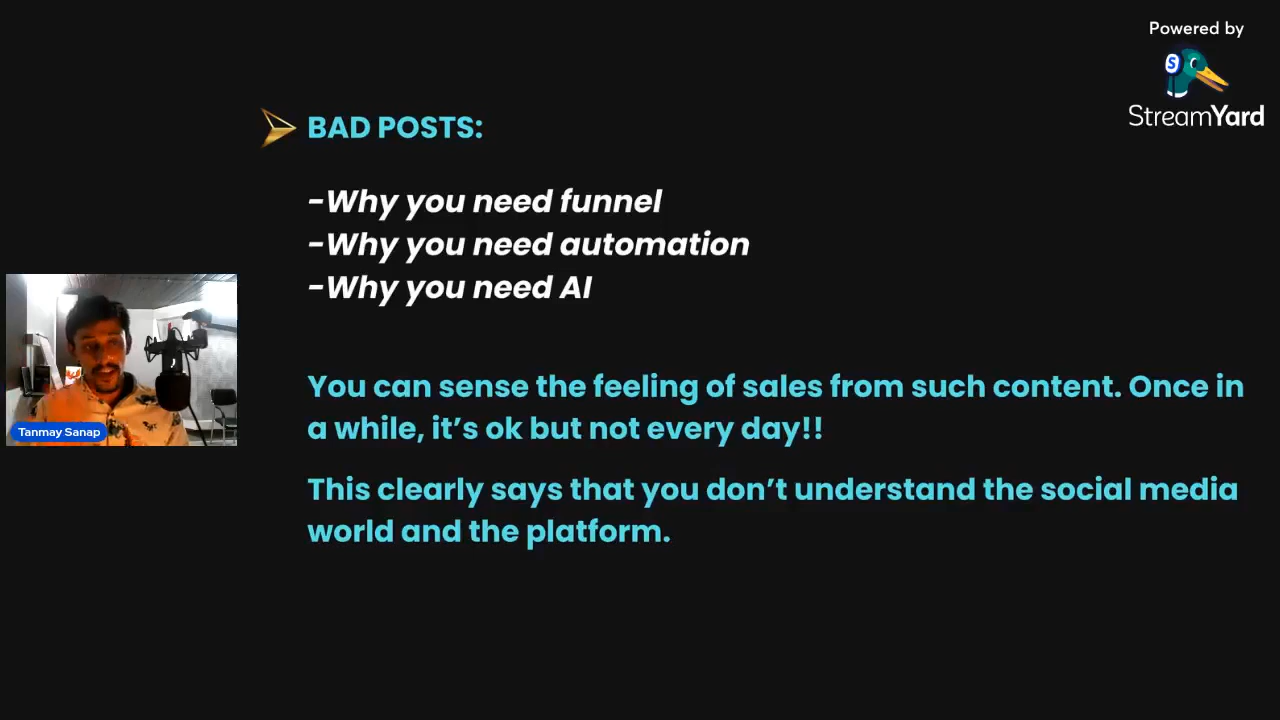 Powered by
S
StreamYard
BAD POSTS:
-Why you need funnel
-Why you need automation
-Why you need AI
You can sense the feeling of sales from such content. Once in
a while, it’s ok but not every day!!
This clearly says that you don’t understand the social media
world and the platform.
Tanmay Sanap